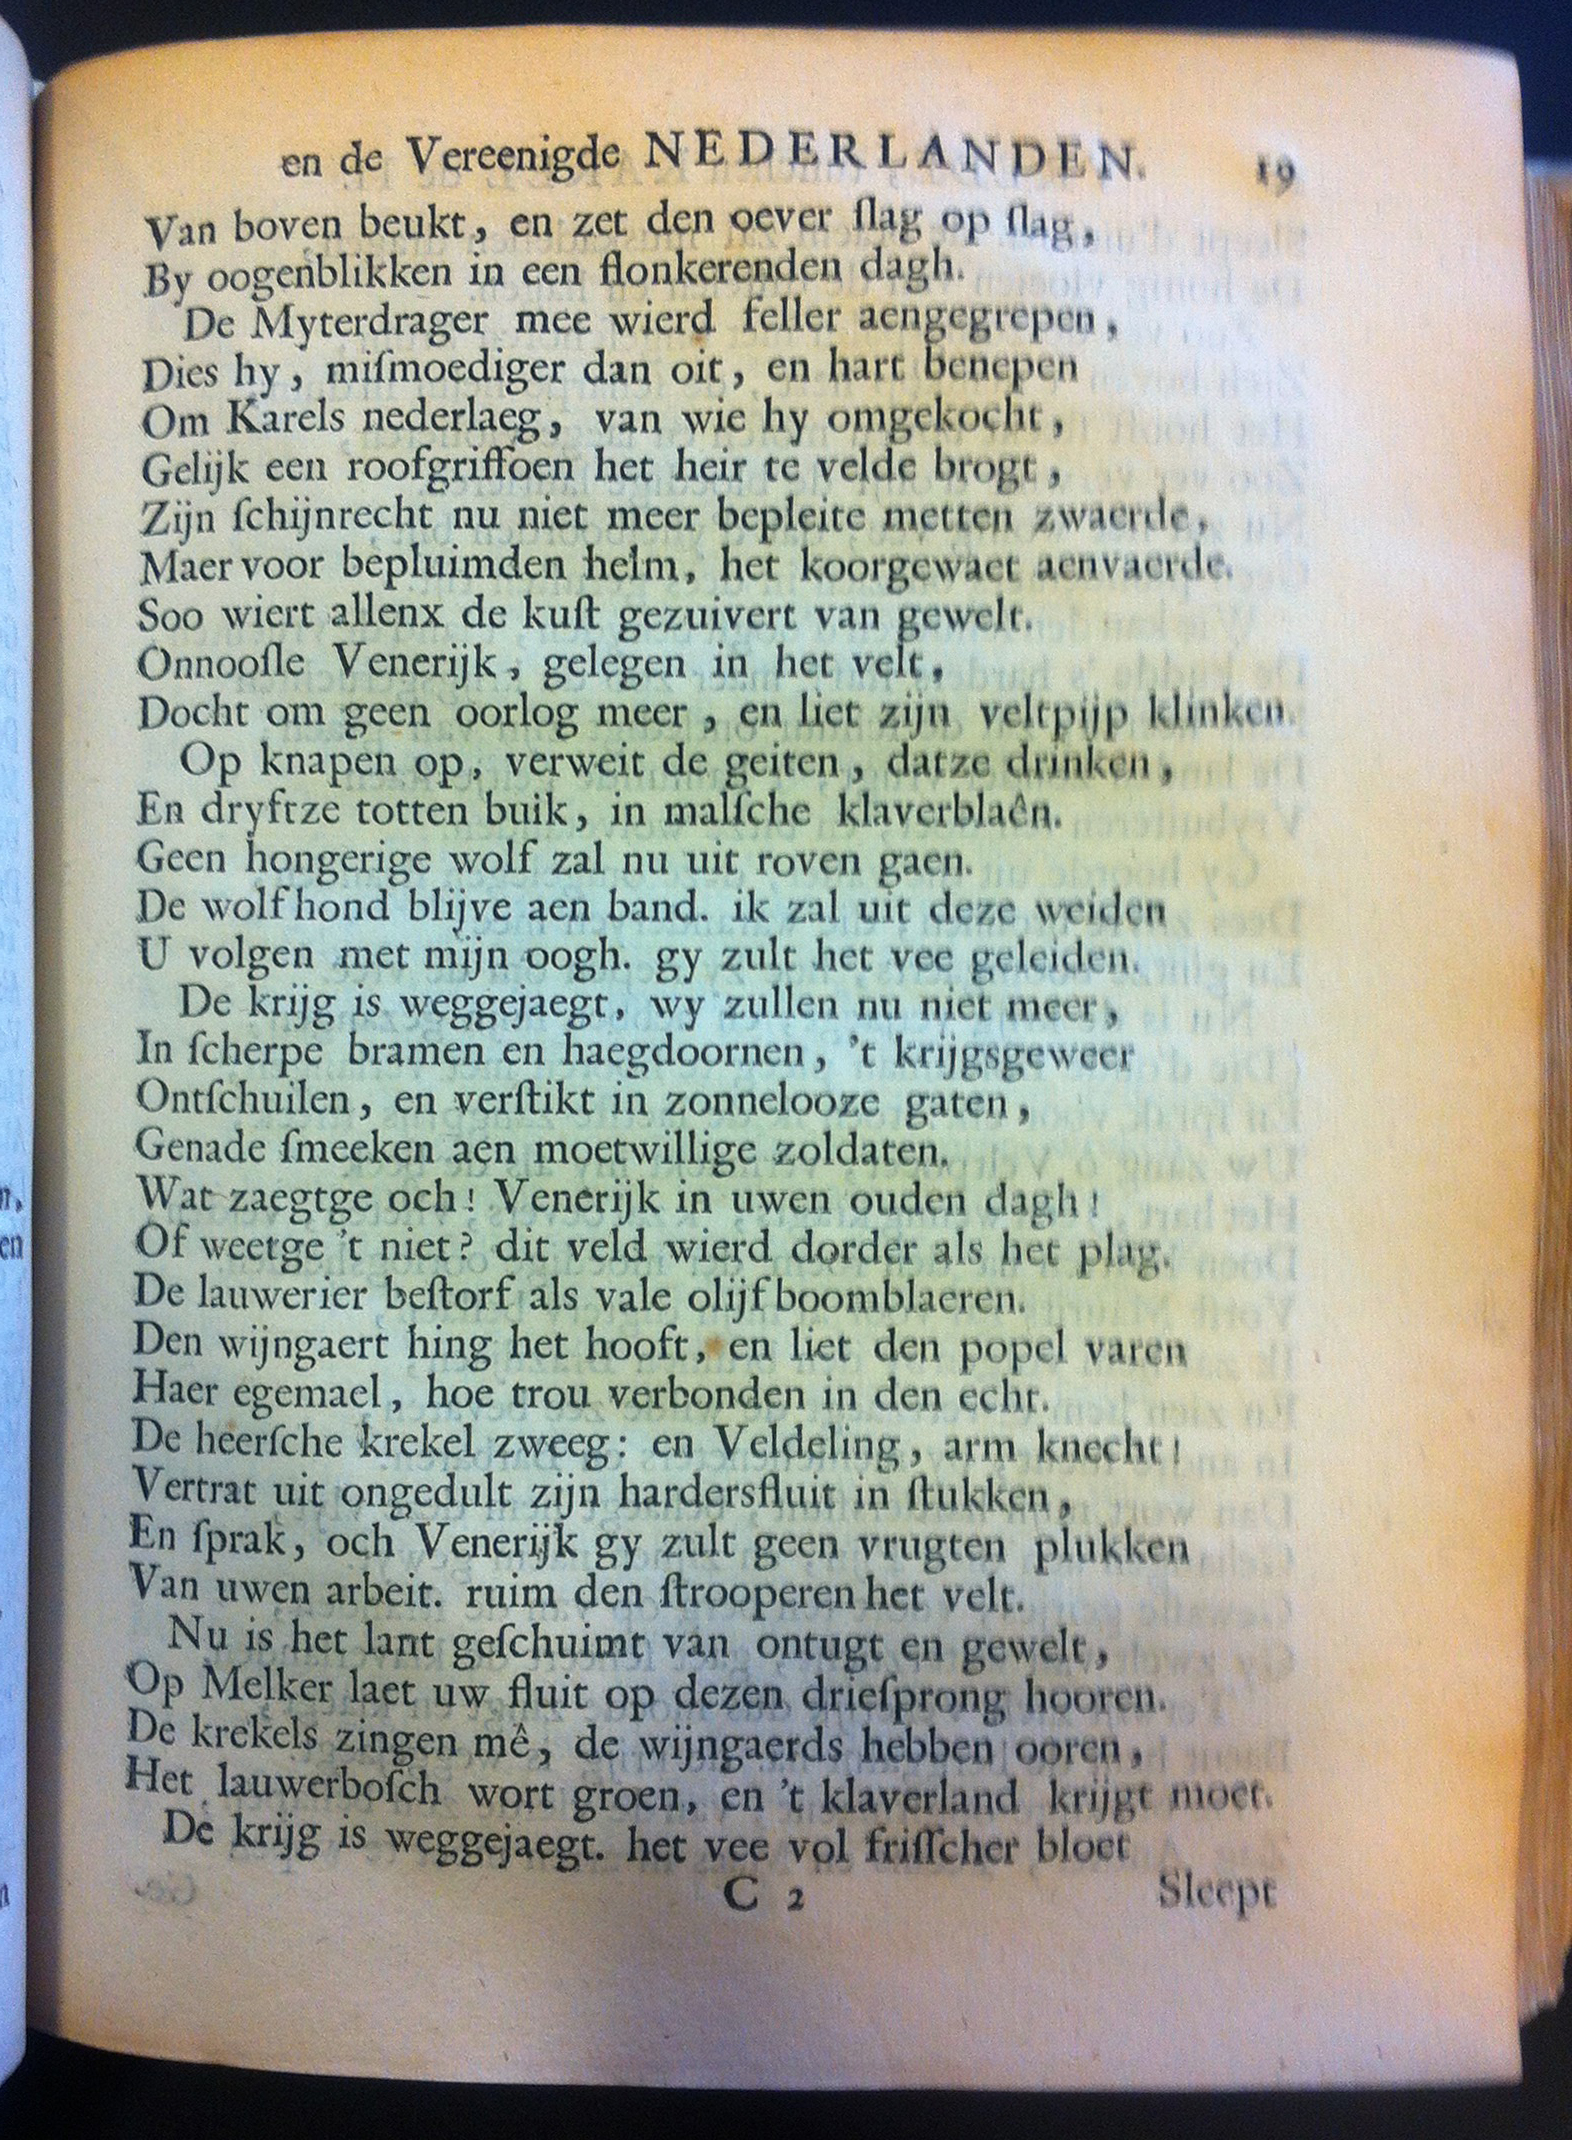 en de Vereenigde NEDERLANDEN. 19
Van boven beukt, en zet den oever ſlag op ſlag,
By oogenblikken in een flonkerenden dagh.
De Myterdrager mee wierd feller aengegrepen,
Dies hy, miſmoediger dan oit, en hart benepen
Om Karels nederlaeg, van wie hy omgekocht,
Gelijk een roofgriffoen het heir te velde brogt,
Zijn ſchijnrecht nu niet meer bepleite metten zwaerde,
Maer voor bepluimden helm, het koorgewaet aenvaerde.
Soo wiert allenx de kuſt gezuivert van gewelt.
Onnooſle Venerijk, gelegen in het velt,
Docht om geen oorlog meer, en liet zijn veltpijp klinken.
Op knapen op, verweit de geiten, datze drinken,
En dryftze totten buik, in malſche klaverblaên.
Geen hongerige wolf zal nu uit roven gaen.
De wolfhond blijve aen band. ik zal uit deze weiden
U volgen met mijn oogh. gy zult het vee geleiden.
De krijg is weggejaegt, wy zullen nu niet meer,
In ſcherpe bramen en haegdoornen, 't krijgsgeweer
Ontſchuilen, en verſtikt in zonnelooze gaten,
Genade ſmeeken aen moetwillige zoldaten.
Wat zaegtge och! Venerijk in uwen ouden dagh!
Of weetge 't niet? dit veld wierd dorder als het plag.
De lauwerier beſtorf als vale olijfboomblaeren.
Den wijngaert hing het hooft, en liet den popel varen
Haer egemael, hoe trou verbonden in den echt.
De heerſche krekel zweeg: en Veldeling, arm knecht!
Vertrat uit ongedult zijn hardersfluit in ſtukken,
En ſprak, och Venerijk gy zult geen vrugten plukken
Van uwen arbeit. ruim den ſtrooperen het velt.
Nu is het lant geſchuimt van ontugt en gewelt,
Op Melker laet uw fluit op dezen drieſprong hooren.
De krekels zingen mê, de wijngaerds hebben ooren,
Het lauwerboſch wort groen, en 't klaverland krijgt moet.
De krijg is weggejaegt. het vee vol friſſcher bloet
C 2 Sleept